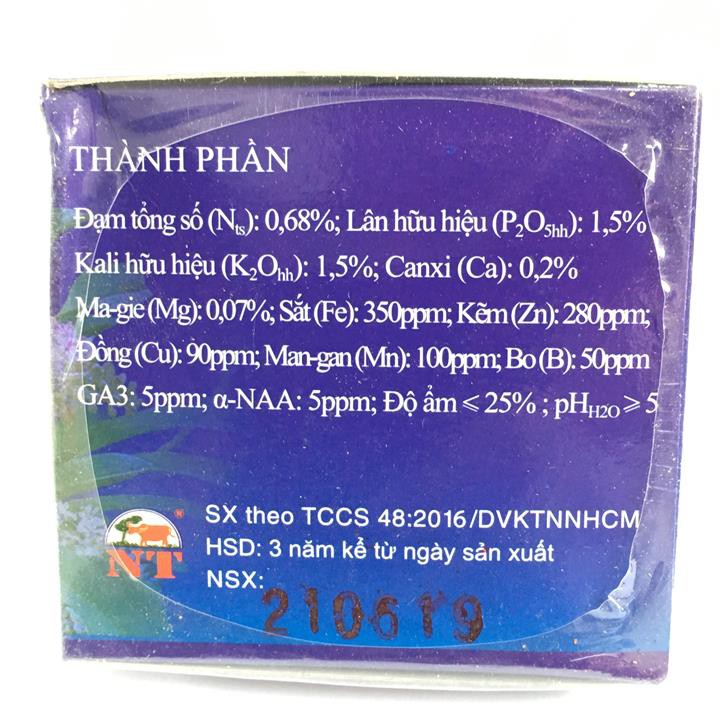 THÀNH PHẦN
Đạm tổng số (Nts): 0,68%; Lân hữu hiệu (P2O5hh): 1,5%
Kali hữu hiệu (K2Ohh): 1,5%; Canxi (Ca): 0,2%
Ma-gie (Mg): 0,07%; Sắt (Fe): 350ppm; Kẽm (Zn): 280ppm;
Đồng (Cu): 90ppm; Man-gan (Mn): 100ppm; Bo (B): 50ppm
GA3: 5ppm; α-NAA: 5ppm; Độ ẩm ⩽ 25% ; pHH2O ⩾ 5
SX theo TCCS 48:2016/DVKTNNHCM
HSD: 3 năm kể từ ngày sản xuất
NSX: 210619
NT